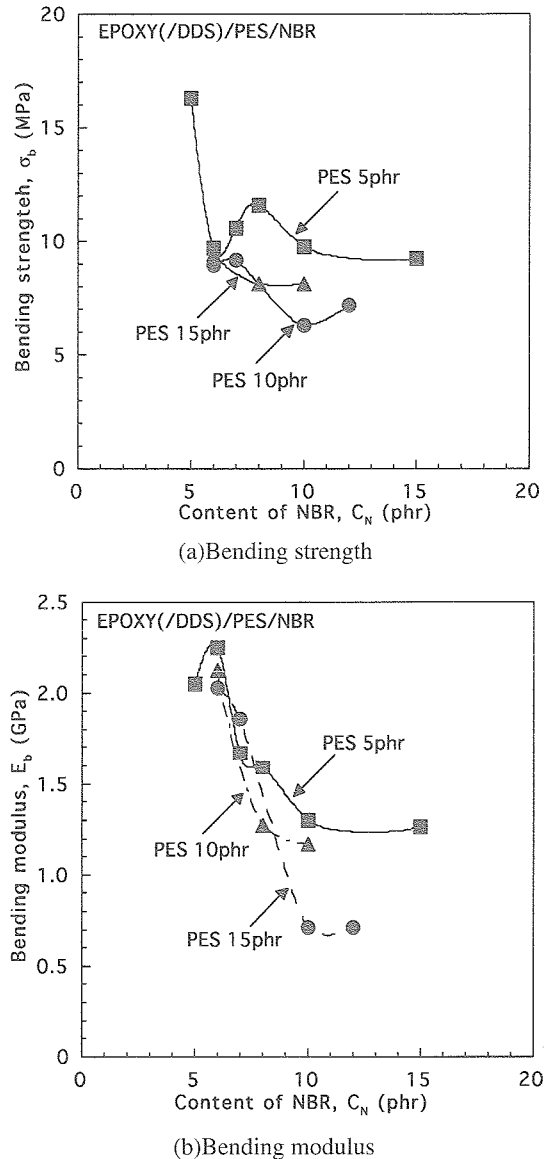 20
EPOXY(/DDS)/PES/NBR
15
10
5
0
Bending strengteh, σb (MPa)
PES 5phr
PES 15phr
PES 10phr
0
5
10
15
20
Content of NBR, CN (phr)
(a)Bending strength
2.5
EPOXY(/DDS)/PES/NBR
2.0
1.6
1.0
0.5
0
Bending modulus, Eb (GPa)
PES 5phr
PES 10phr
PES 15phr
0
5
10
15
20
Content of NBR, CN (phr)
(b)Bending modulus